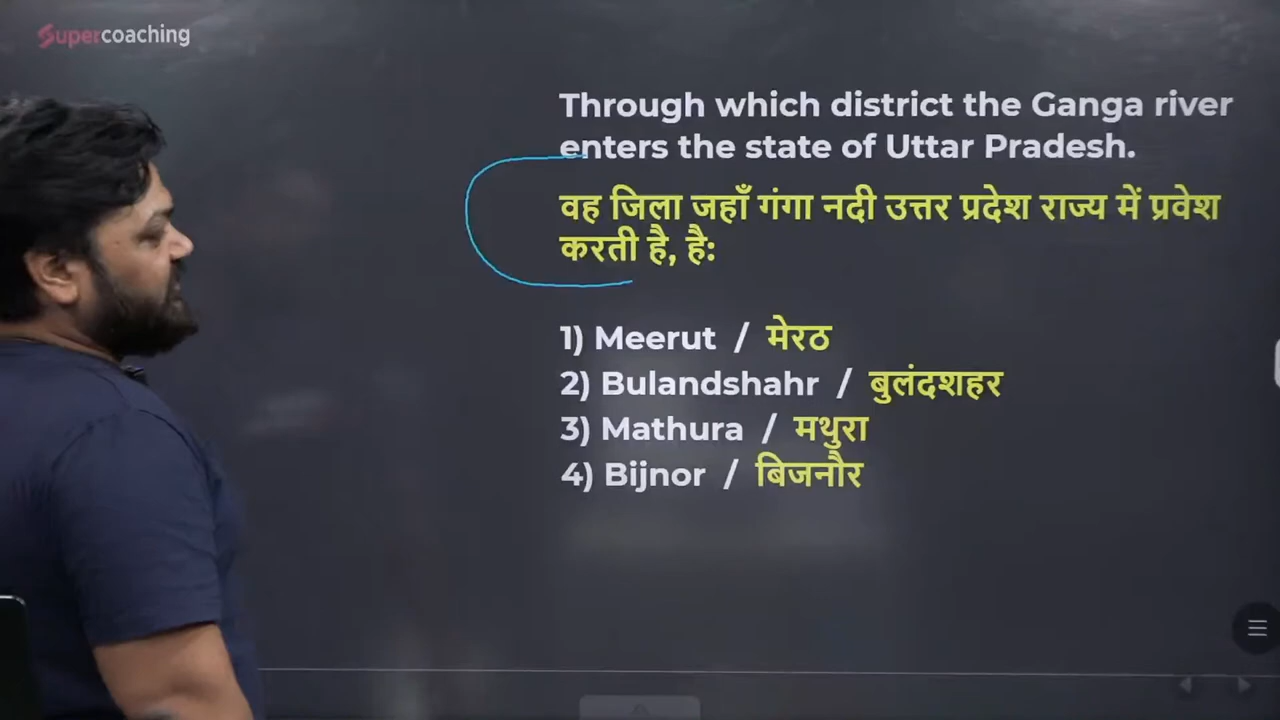 Supercoaching
Through which district the Ganga river
enters the state of Uttar Pradesh.
वह जिला जहाँ गंगा नदी उत्तर प्रदेश राज्य में प्रवेश
करती है, है:
1) Meerut / मेरठ
2) Bulandshahr / बुलंदशहर
3) Mathura / मथुरा
4) Bijnor / बिजनौर